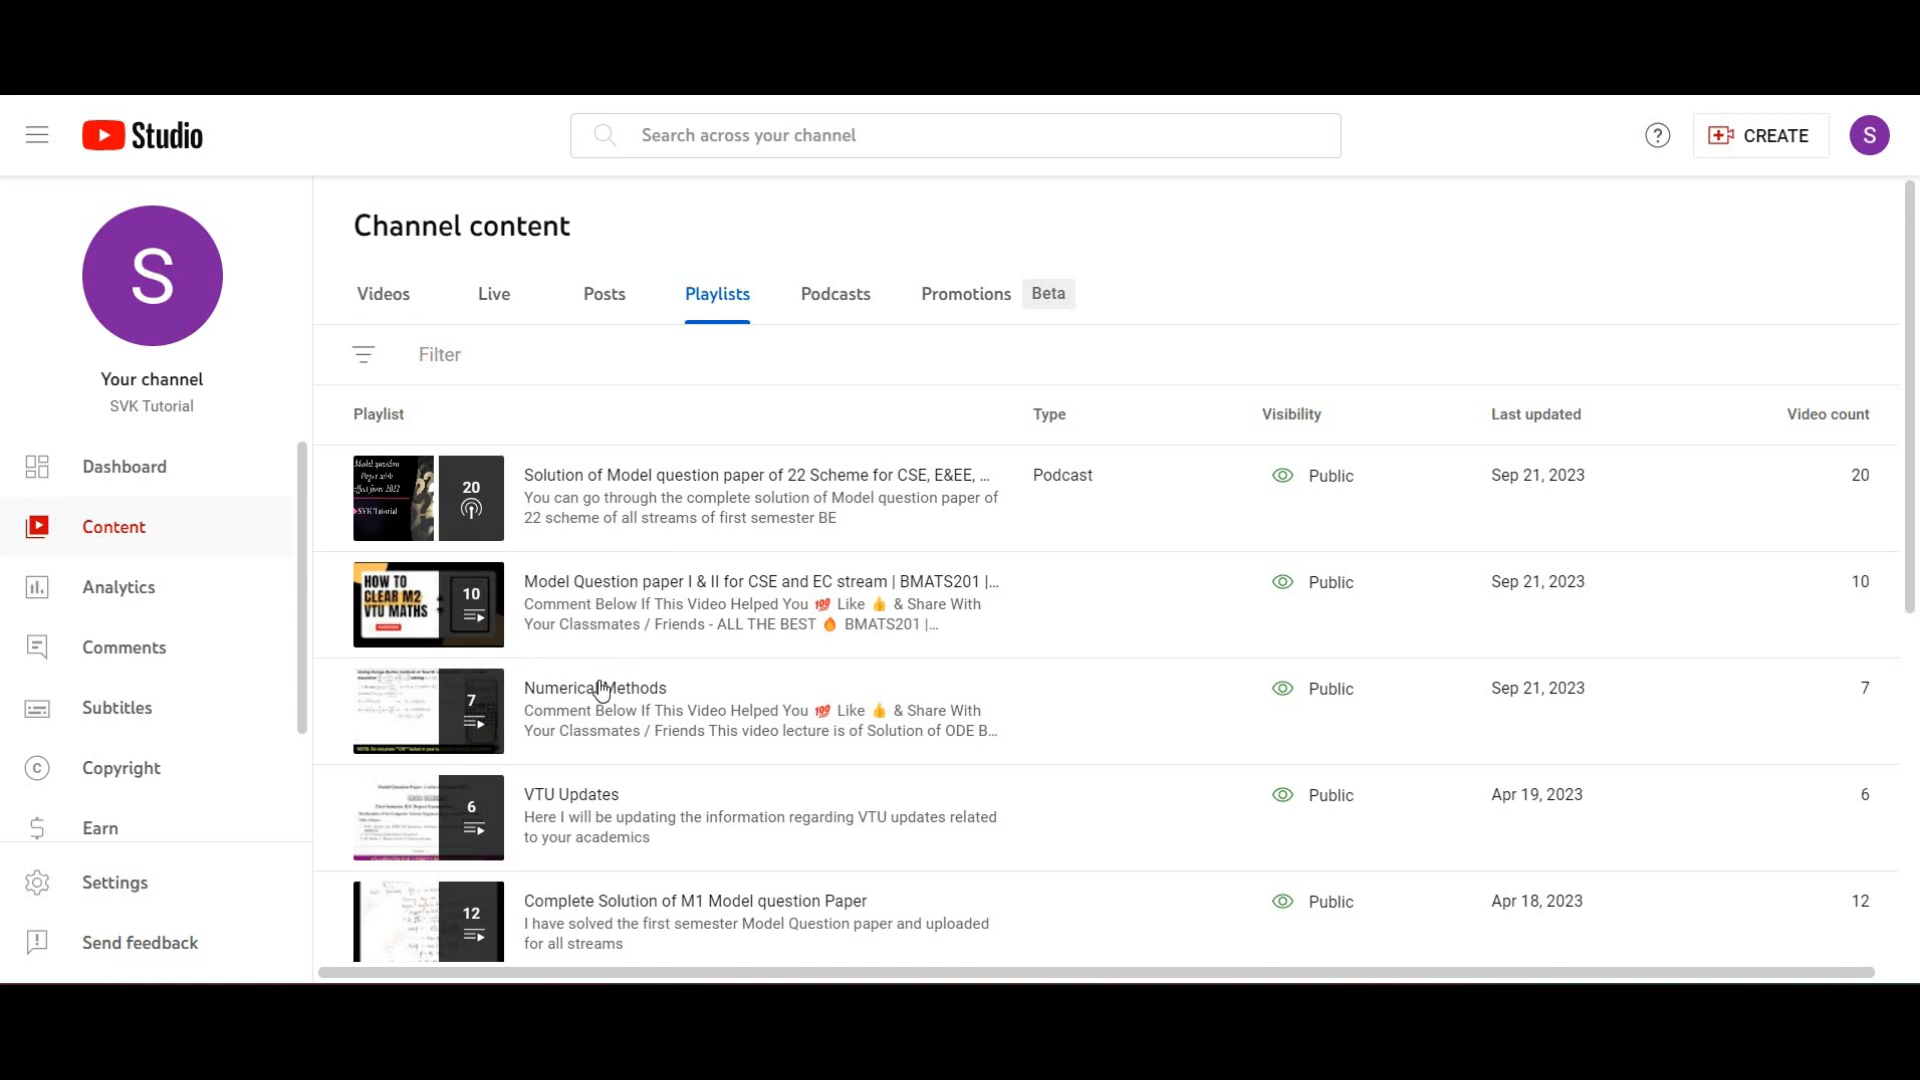 Studio
Search across your channel
CREATE
S
S
Your channel
SVK Tutorial
Dashboard
Content
Analytics
Comments
Subtitles
Copyright
Earn
Settings
Send feedback
Channel content
Videos Live Posts Playlists Podcasts Promotions Beta
Filter
Playlist Type Visibility Last updated Video count
SVK Tutorial
20
Solution of Model question paper of 22 Scheme for CSE, E&EE, ...
You can go through the complete solution of Model question paper of
22 scheme of all streams of first semester BE
Podcast Public Sep 21, 2023 20
HOW TO
CLEAR M2
VTU MATHS
10
Model Question paper I & II for CSE and EC stream | BMATS201 |...
Comment Below If This Video Helped You 💯 Like 👍 & Share With
Your Classmates / Friends - ALL THE BEST 🔥 BMATS201 |...
Public Sep 21, 2023 10
7
Numerical Methods
Comment Below If This Video Helped You 💯 Like 👍 & Share With
Your Classmates / Friends This video lecture is of Solution of ODE B...
Public Sep 21, 2023 7
6
VTU Updates
Here I will be updating the information regarding VTU updates related
to your academics
Public Apr 19, 2023 6
12
Complete Solution of M1 Model question Paper
I have solved the first semester Model Question paper and uploaded
for all streams
Public Apr 18, 2023 12